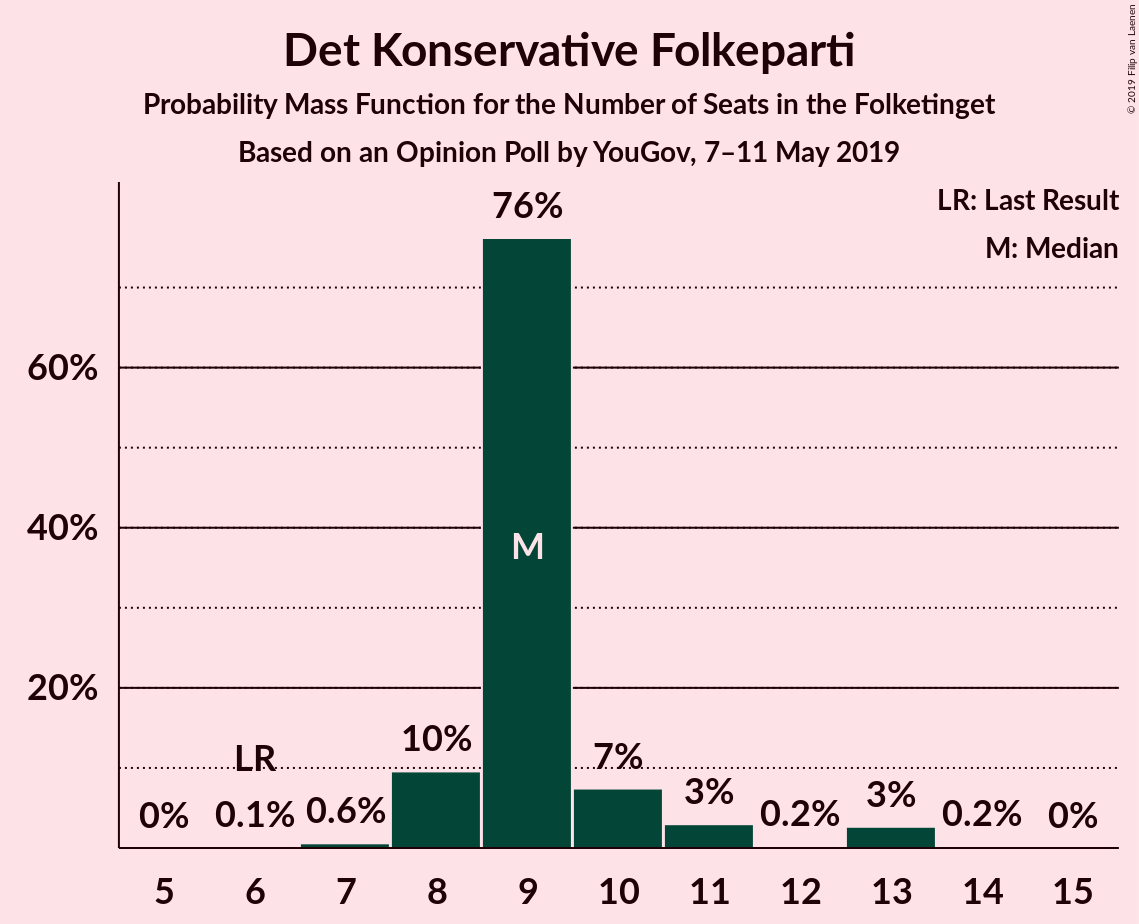 Det Konservative Folkeparti
Probability Mass Function for the Number of Seats in the Folketinget
Based on an Opinion Poll by YouGov, 7–11 May 2019
© 2019 Filip van Laenen
LR: Last Result
M: Median
76%
60%
40%
M
20%
LR
10%
7%
0%
0.1%
0.6%
3%
0.2%
3%
0.2%
0%
5 6 7 8 9 10 11 12 13 14 15